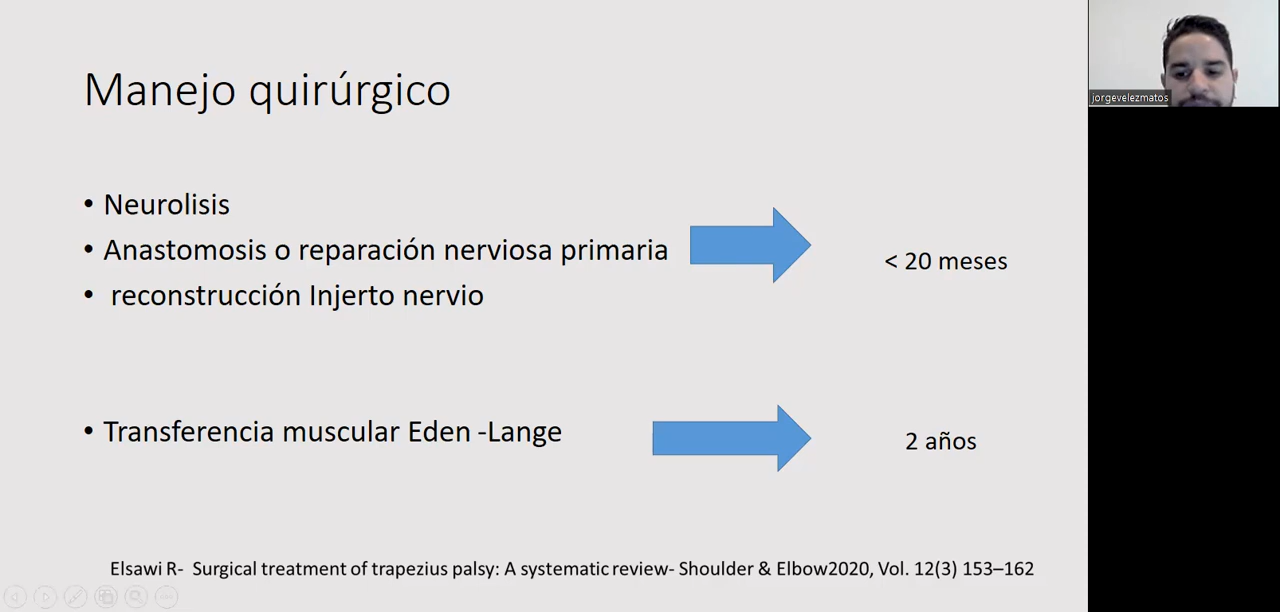 Manejo quirúrgico
jorgevelezmatos
• Neurolisis
• Anastomosis o reparación nerviosa primaria
< 20 meses
• reconstrucción Injerto nervio
• Transferencia muscular Eden -Lange
2 años
Elsawi R- Surgical treatment of trapezius palsy: A systematic review- Shoulder & Elbow2020, Vol. 12(3) 153–162